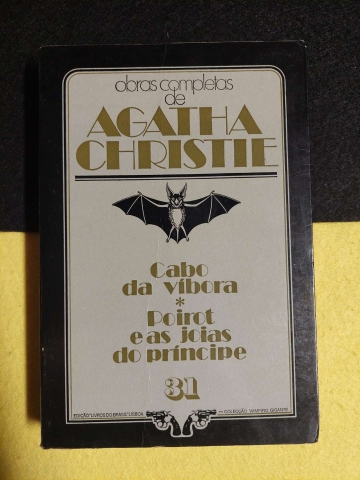 obras completas
de
AGATHA
CHRISTIE
Cabo
da víbora
*
Poirot
e as joias
do príncipe
31
EDIÇÃO "LIVROS DO BRASIL" LISBOA
COLECÇÃO VAMPIRO GIGANTE